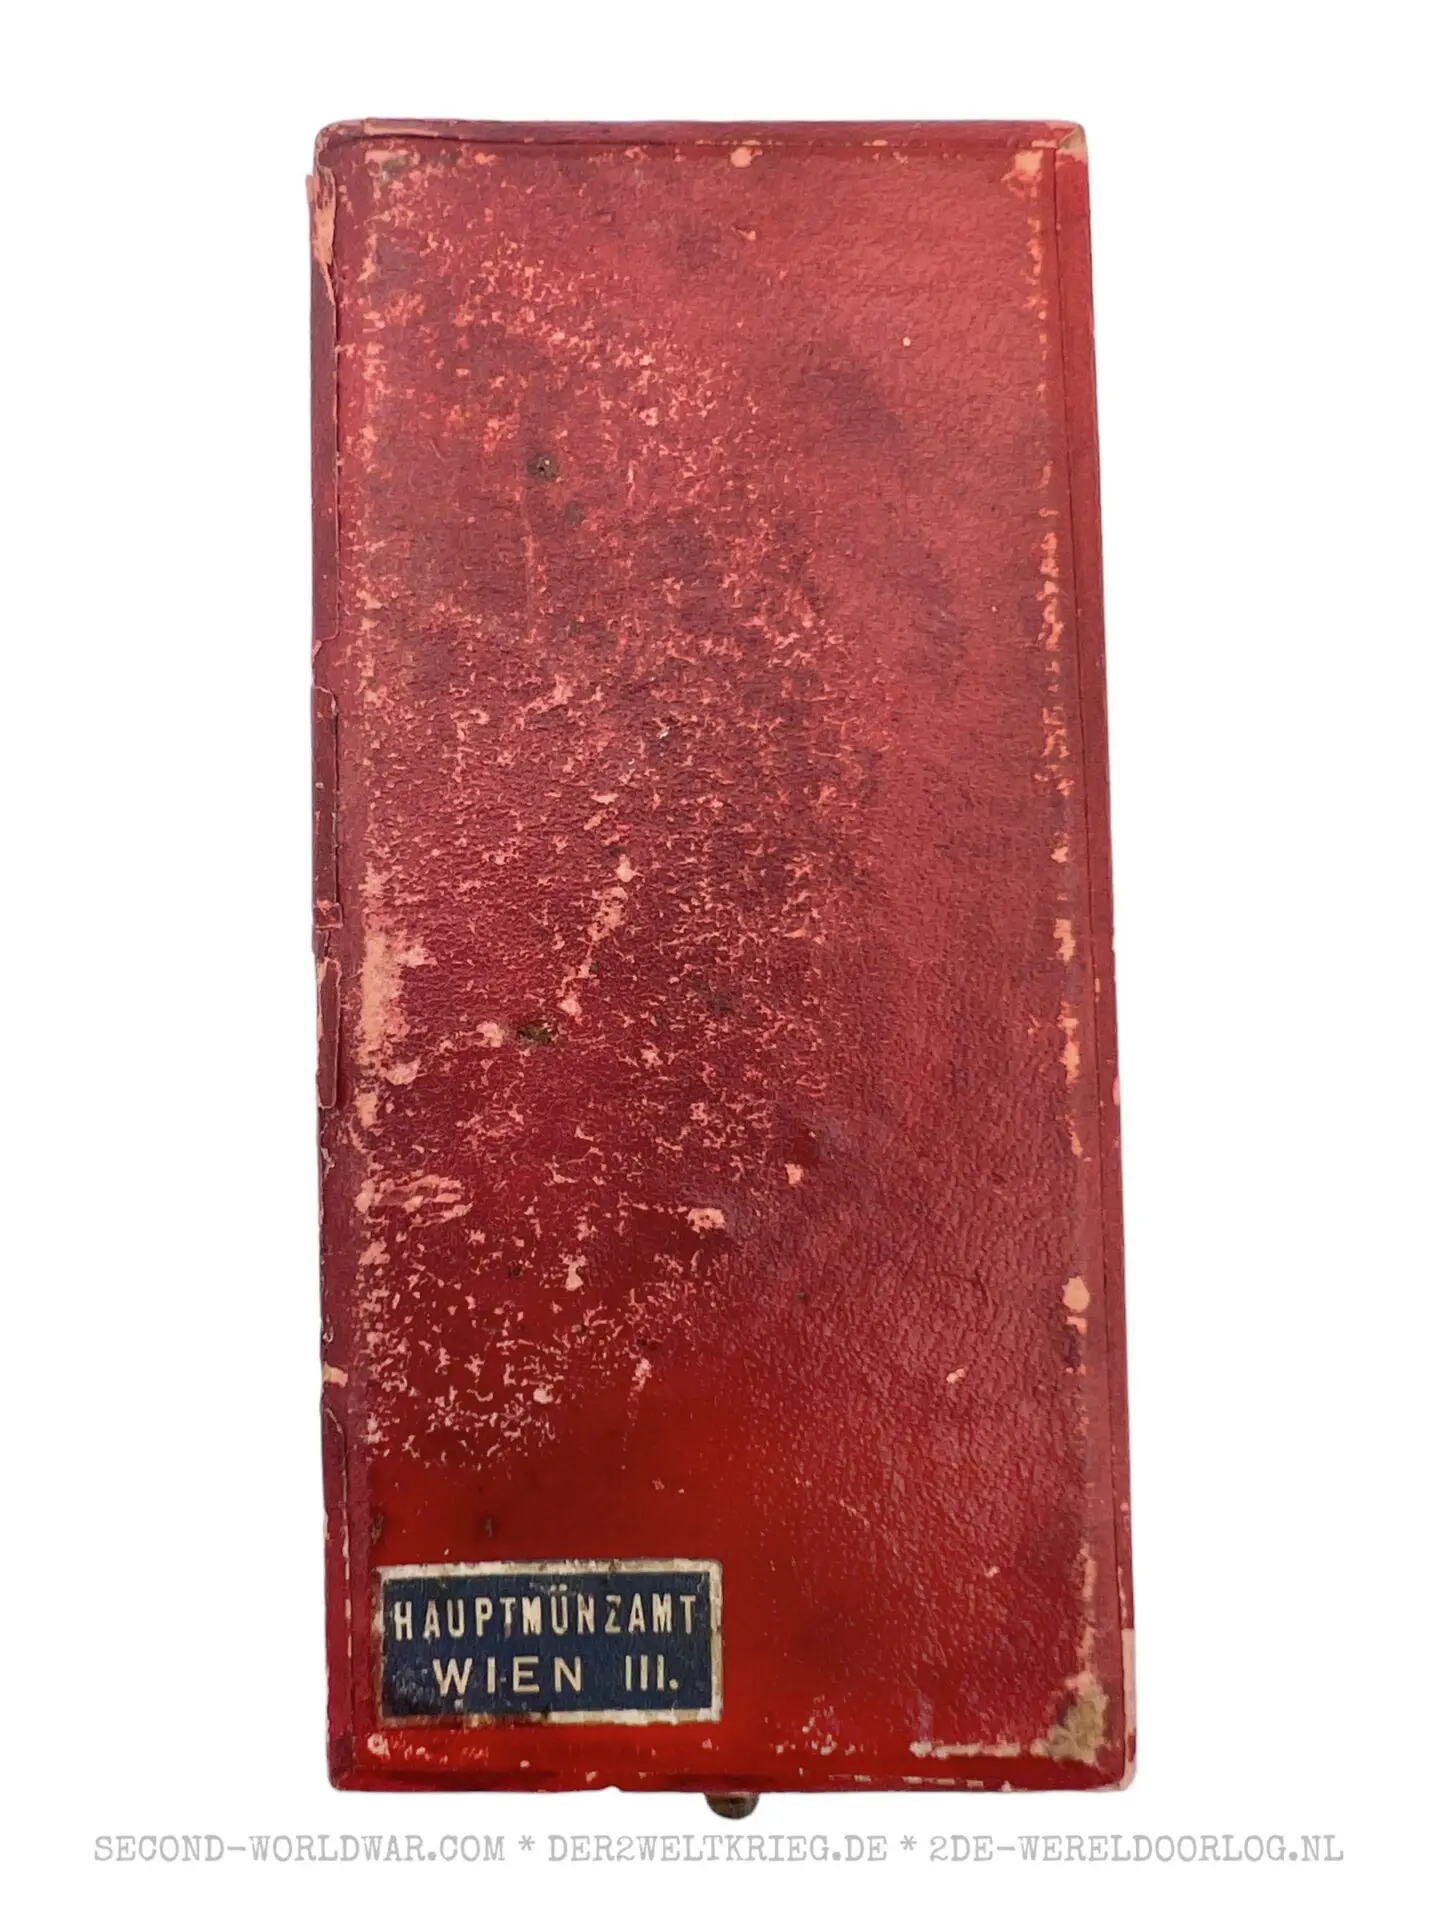 HAUPTMÜNZAMT
WIEN III.
SECOND-WORLDWAR.COM * DER2WELTKRIEG.DE * 2DE-WERELDOORLOG.NL